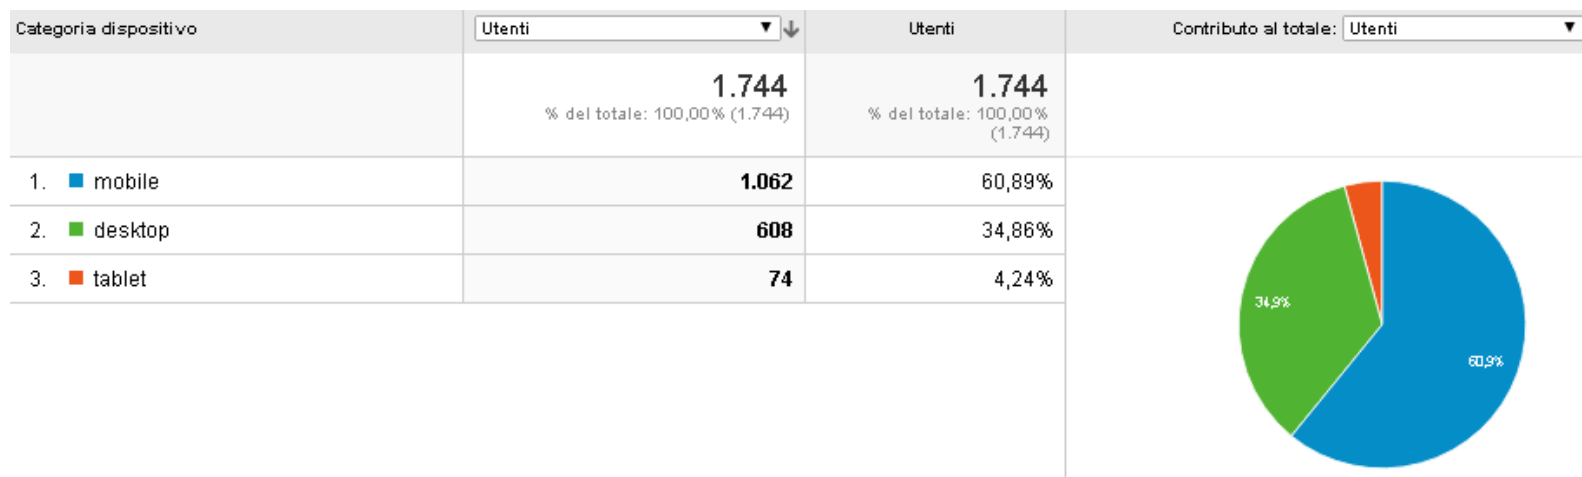 Categoria dispositivo Utenti Utenti Contributo al totale: Utenti
1.744 1.744
% del totale: 100,00% (1.744) % del totale: 100,00%
(1.744)
1. mobile 1.062 60,89%
2. desktop 608 34,86%
3. tablet 74 4,24%
34,9%
60,9%